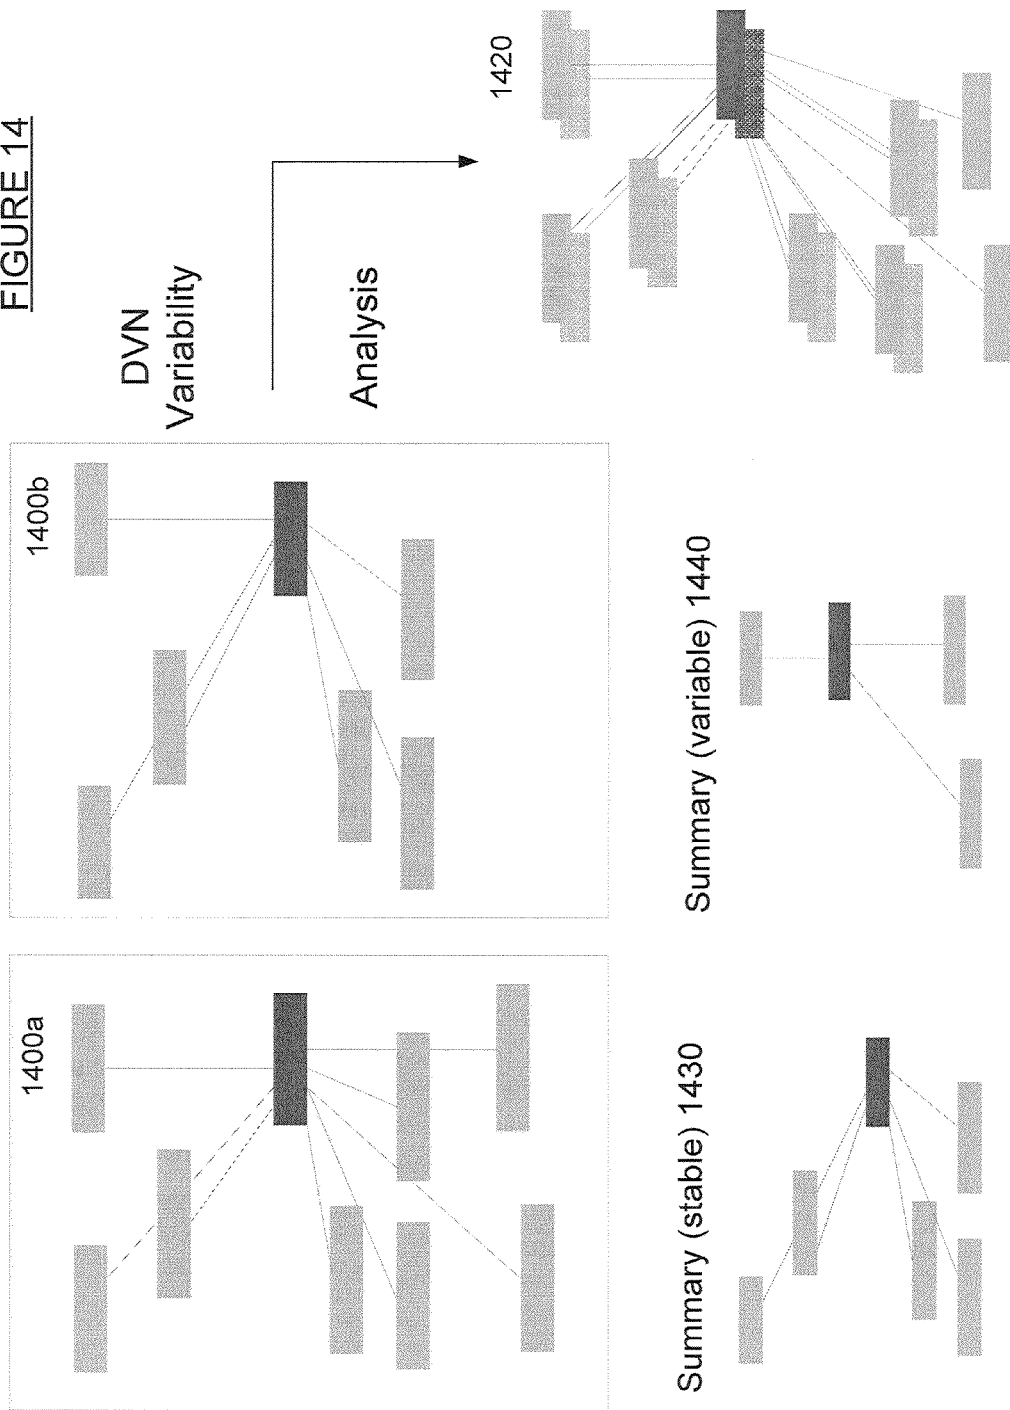 FIGURE 14
1400a
1400b
DVN
Variability
Analysis
1420
Summary (stable) 1430
Summary (variable) 1440